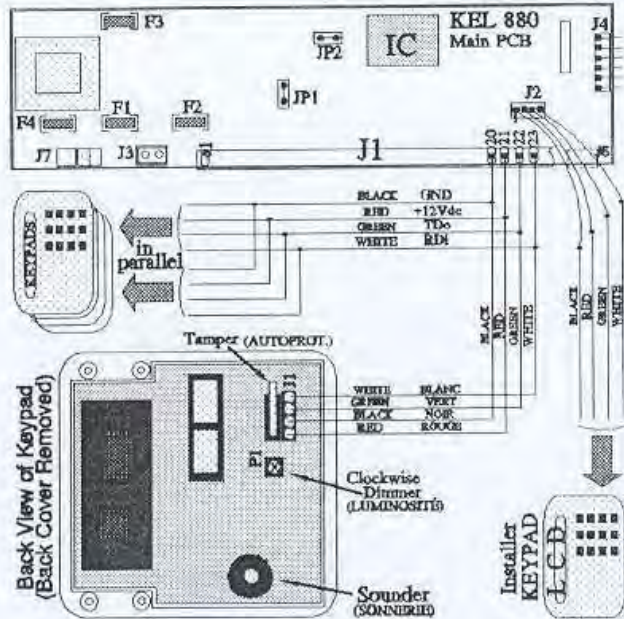 F3
KEL 880
Main PCB
IC
JP2
J4
JP1
J2
F4
F1
F2
J7
J3
1
J1
20
21
22
23
J5
BLACK GND
RED +12Vdc
GREEN TDo
WHITE RDi
KEYPADS
in
parallel
BLACK
RED
GREEN
WHITE
BLACK
RED
GREEN
WHITE
Tamper (AUTOPROT.)
J1
WHITE BLANC
GREEN VERT
BLACK NOIR
RED ROUGE
P1
Clockwise
Dimmer
(LUMINOSITÉ)
Back View of Keypad
(Back Cover Removed)
Sounder
(SONNERIE)
Installer
KEYPAD
LCD